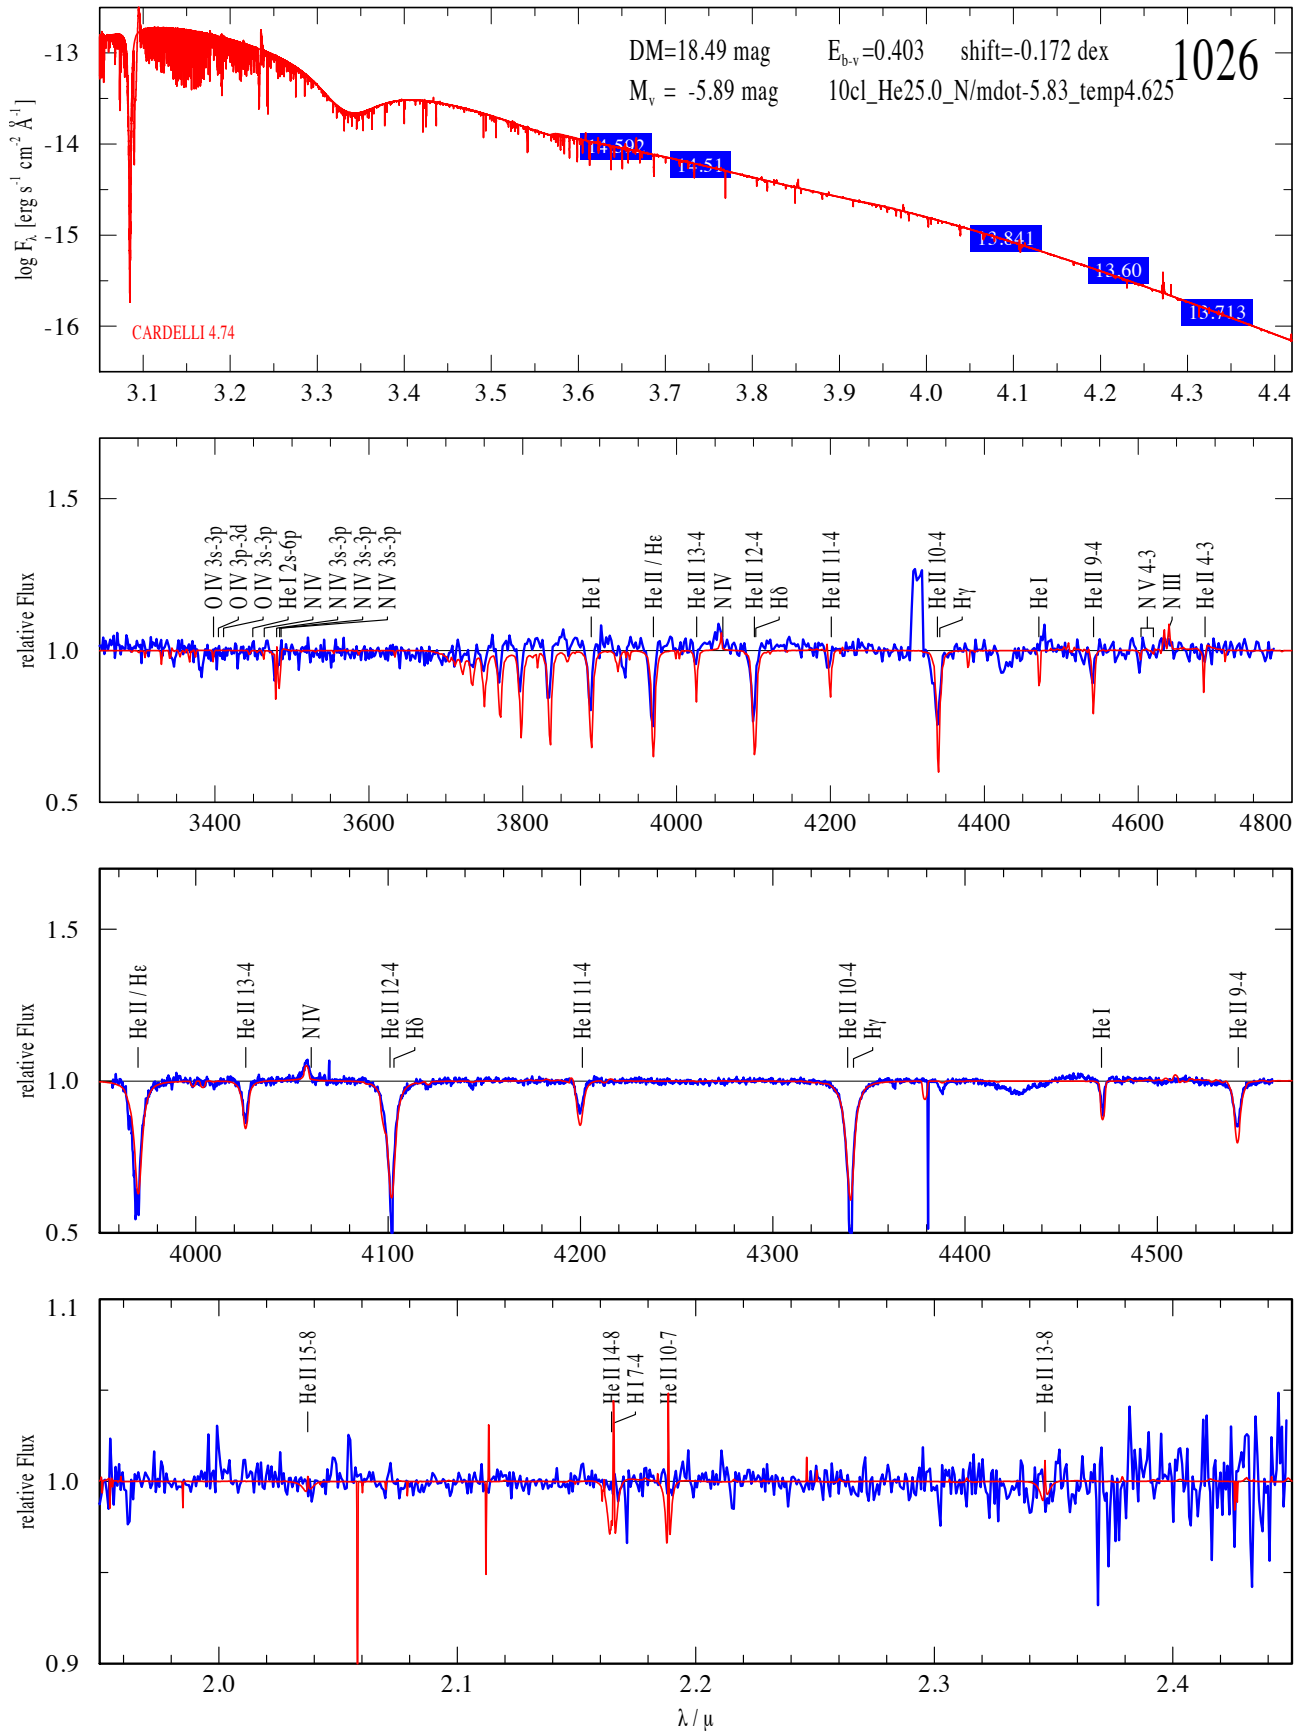 DM=18.49 mag E_b-v=0.403 shift=-0.172 dex 1026
M_v = -5.89 mag 10cl_He25.0_N/mdot-5.83_temp4.625
log F_λ [erg s⁻¹ cm⁻² Å⁻¹]
-13
-14
-15
-16
14.592
14.51
13.841
13.60
13.713
CARDELLI 4.74
3.1 3.2 3.3 3.4 3.5 3.6 3.7 3.8 3.9 4.0 4.1 4.2 4.3 4.4
relative Flux
1.5
1.0
0.5
O IV 3s-3p
O IV 3p-3d
O IV 3s-3p
He I 2s-6p
N IV
N IV 3s-3p
N IV 3s-3p
N IV 3s-3p
He I
He II / Hε
He II 13-4
N IV
He II 12-4
Hδ
He II 11-4
He II 10-4
Hγ
He I
He II 9-4
N V 4-3
N III
He II 4-3
3400 3600 3800 4000 4200 4400 4600 4800
relative Flux
1.5
1.0
0.5
He II / Hε
He II 13-4
N IV
He II 12-4
Hδ
He II 11-4
He II 10-4
Hγ
He I
He II 9-4
4000 4100 4200 4300 4400 4500
relative Flux
1.1
1.0
0.9
He II 15-8
He II 14-8
H I 7-4
He II 10-7
He II 13-8
2.0 2.1 2.2 2.3 2.4
λ / μ